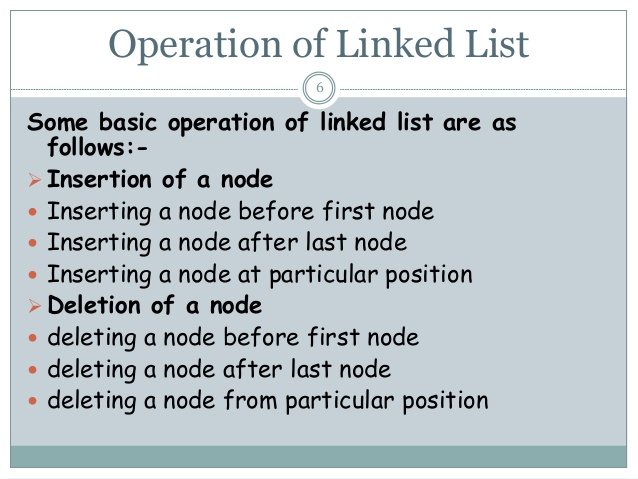 Operation of Linked List
6
Some basic operation of linked list are as
follows:-
Insertion of a node
Inserting a node before first node
Inserting a node after last node
Inserting a node at particular position
Deletion of a node
deleting a node before first node
deleting a node after last node
deleting a node from particular position